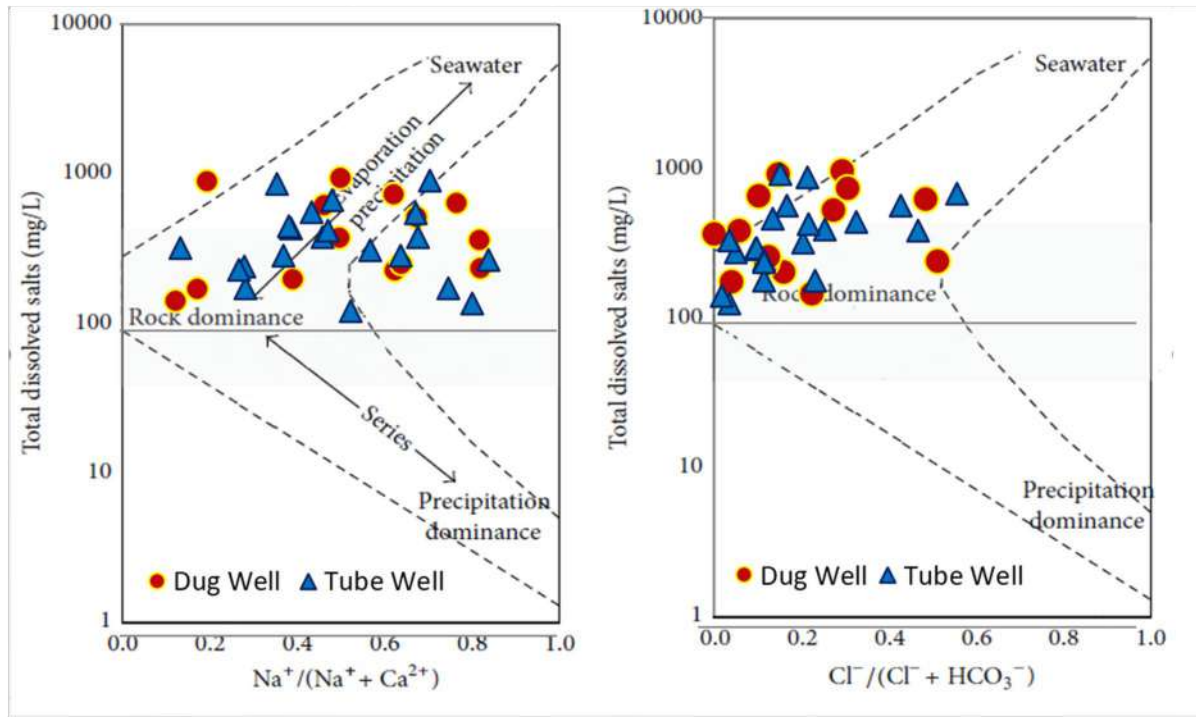 10000
1000
100
10
1
Total dissolved salts (mg/L)
Seawater
Evaporation
precipitation
Rock dominance
Series
Precipitation
dominance
Dug Well
Tube Well
0.0 0.2 0.4 0.6 0.8 1.0
Na⁺/(Na⁺ + Ca²⁺)
10000
1000
100
10
1
Total dissolved salts (mg/L)
Seawater
Rock dominance
Precipitation
dominance
Dug Well
Tube Well
0.0 0.2 0.4 0.6 0.8 1.0
Cl⁻/(Cl⁻ + HCO₃⁻)